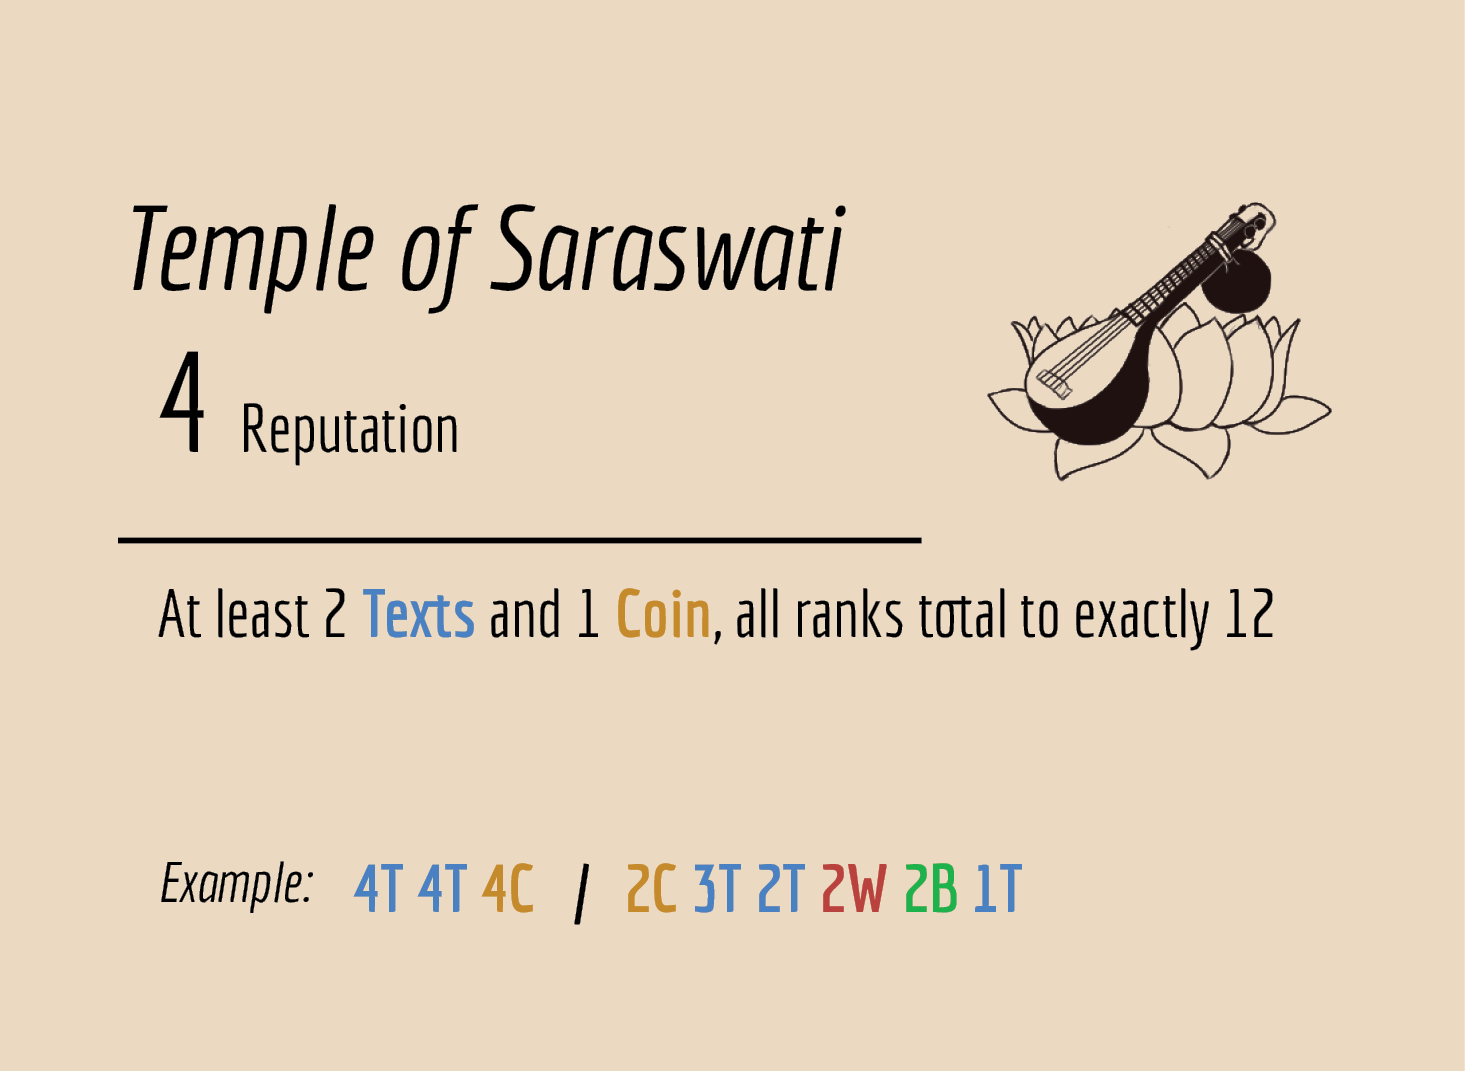 Temple of Saraswati
4 Reputation
At least 2 Texts and 1 Coin, all ranks total to exactly 12
Example: 4T 4T 4C / 2C 3T 2T 2W 2B 1T